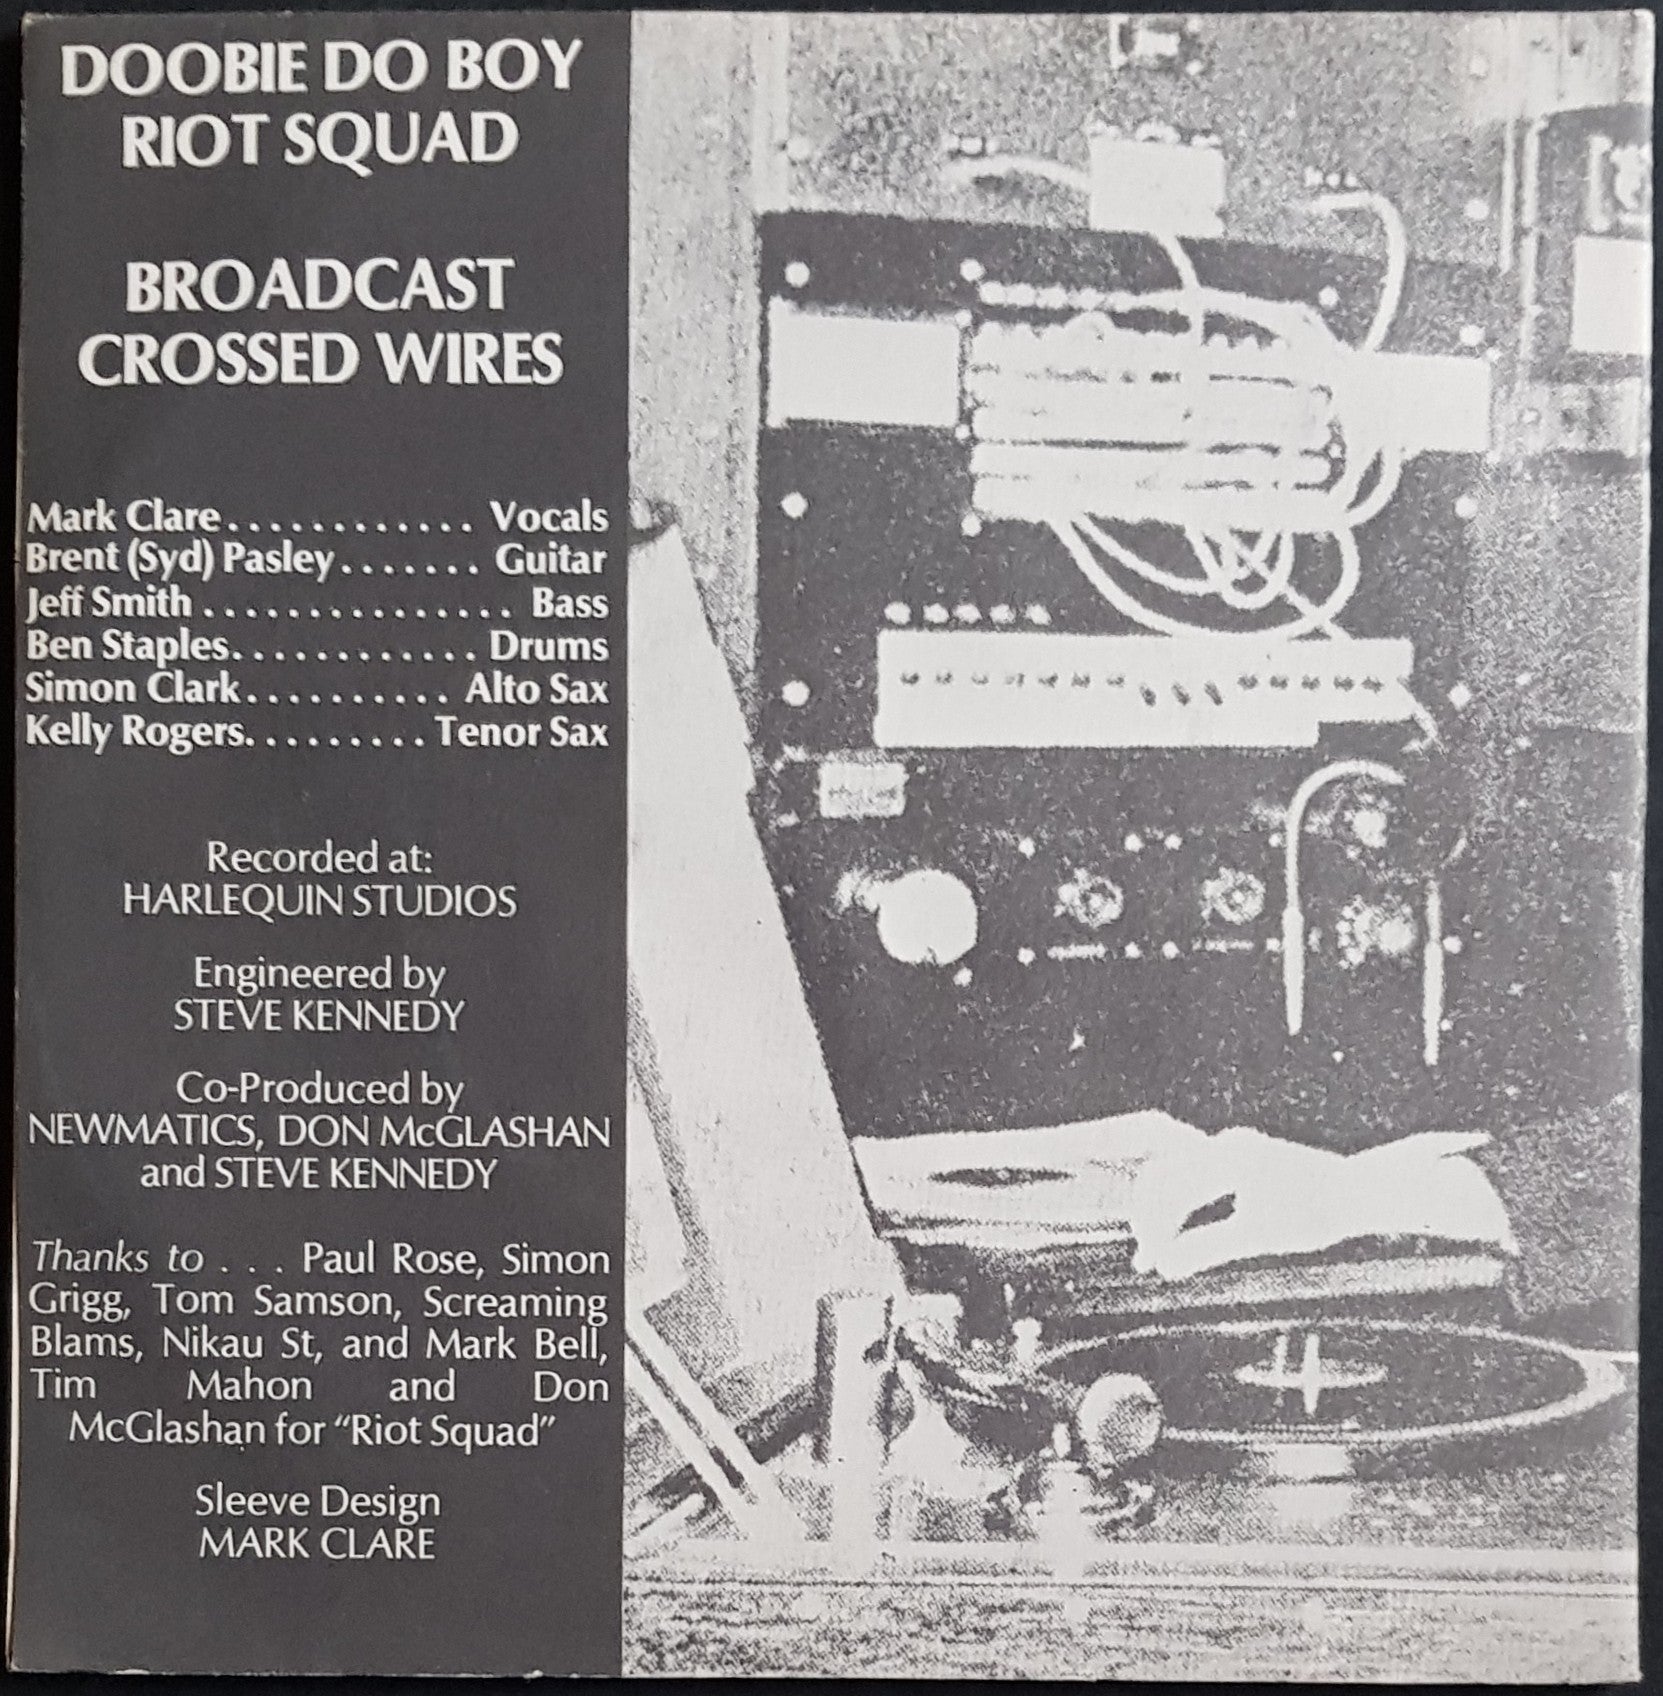 DOOBIE DO BOY
RIOT SQUAD
BROADCAST
CROSSED WIRES
Mark Clare............ Vocals
Brent (Syd) Pasley....... Guitar
Jeff Smith ............... Bass
Ben Staples............ Drums
Simon Clark.......... Alto Sax
Kelly Rogers......... Tenor Sax
Recorded at:
HARLEQUIN STUDIOS
Engineered by
STEVE KENNEDY
Co-Produced by
NEWMATICS, DON McGLASHAN
and STEVE KENNEDY
Thanks to . . . Paul Rose, Simon
Grigg, Tom Samson, Screaming
Blams, Nikau St, and Mark Bell,
Tim Mahon and Don
McGlashan for “Riot Squad”
Sleeve Design
MARK CLARE